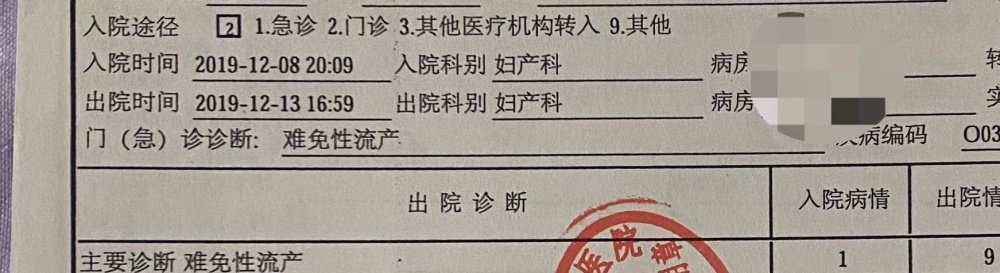 入院途径 2 1.急诊 2.门诊 3.其他医疗机构转入 9.其他
入院时间 2019-12-08 20:09 入院科别 妇产科 病房 转
出院时间 2019-12-13 16:59 出院科别 妇产科 病房 实
门（急）诊诊断: 难免性流产 病编码 O03
出院诊断 入院病情 出院情
医院
主要诊断 难免性流产 1 9